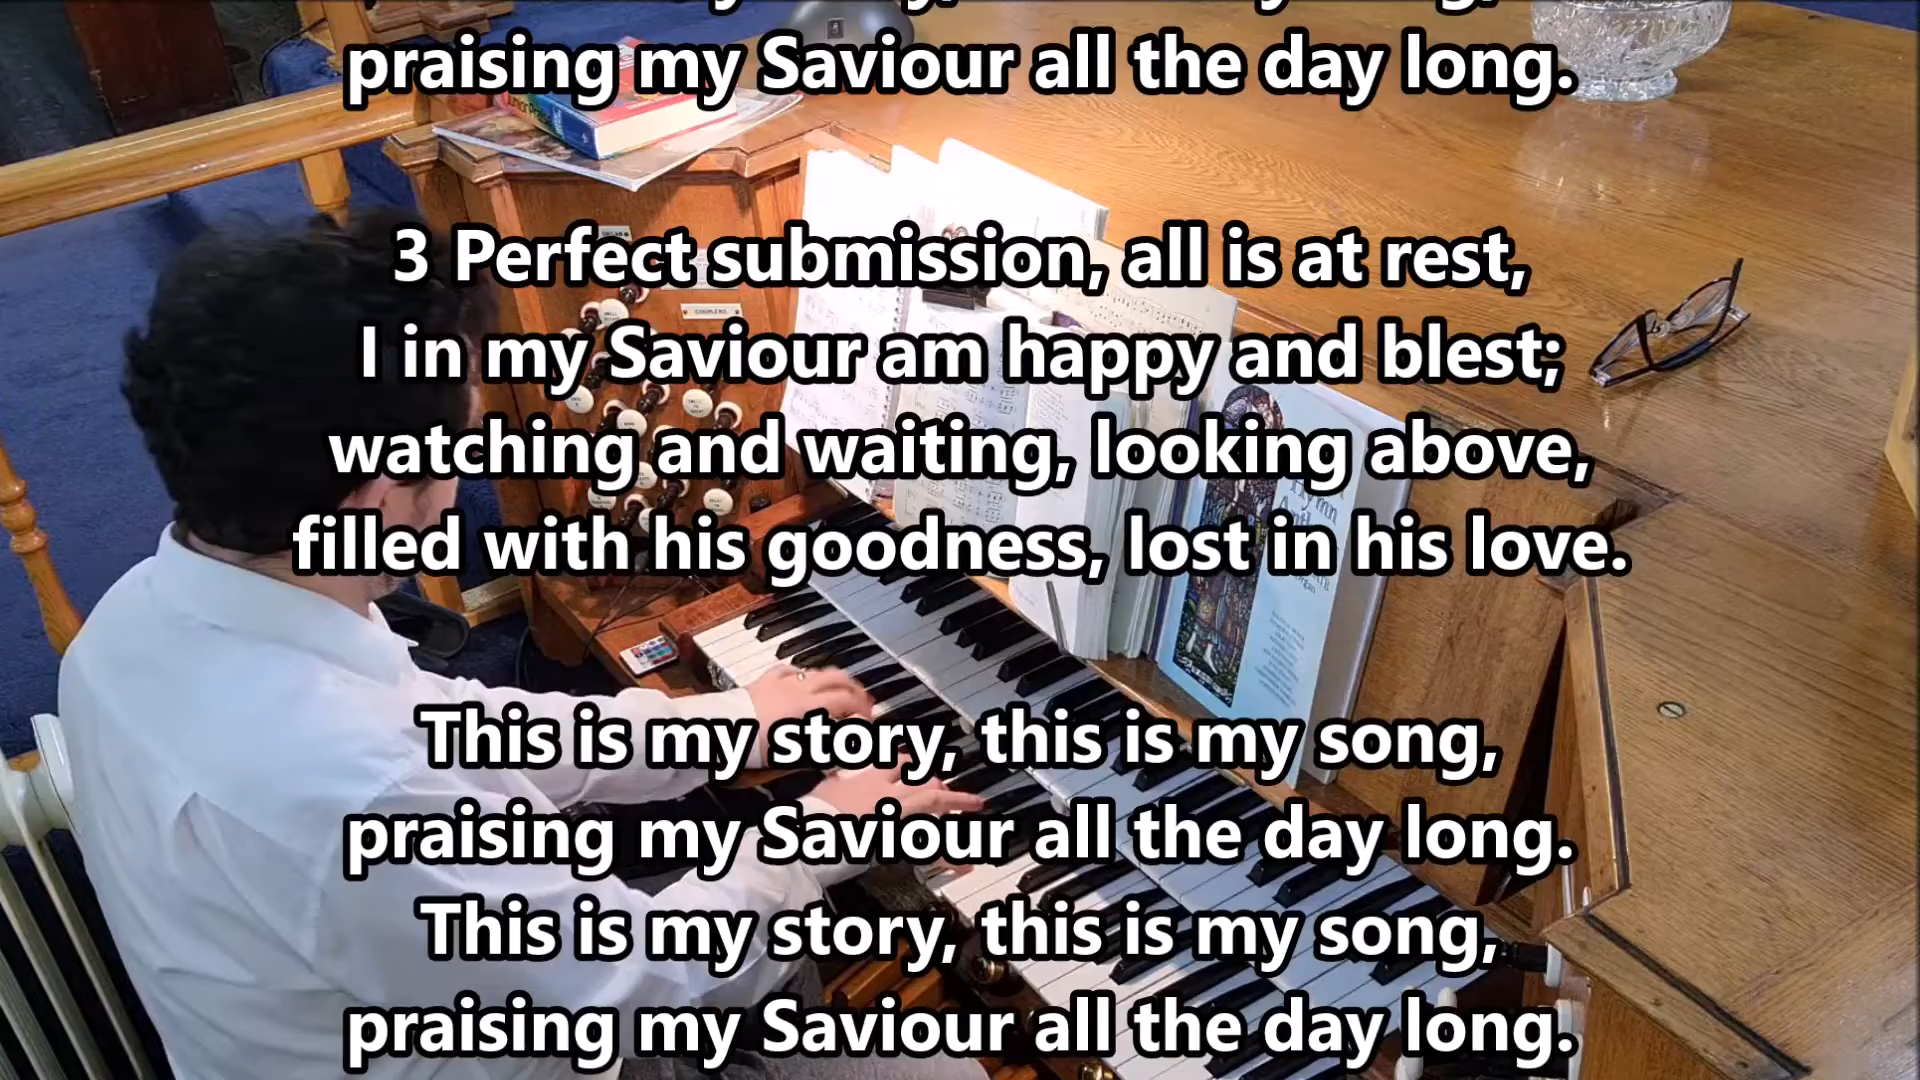 praising my Saviour all the day long.
3 Perfect submission, all is at rest,
I in my Saviour am happy and blest;
watching and waiting, looking above,
filled with his goodness, lost in his love.
This is my story, this is my song,
praising my Saviour all the day long.
This is my story, this is my song,
praising my Saviour all the day long.
COUPLERS
Hymn